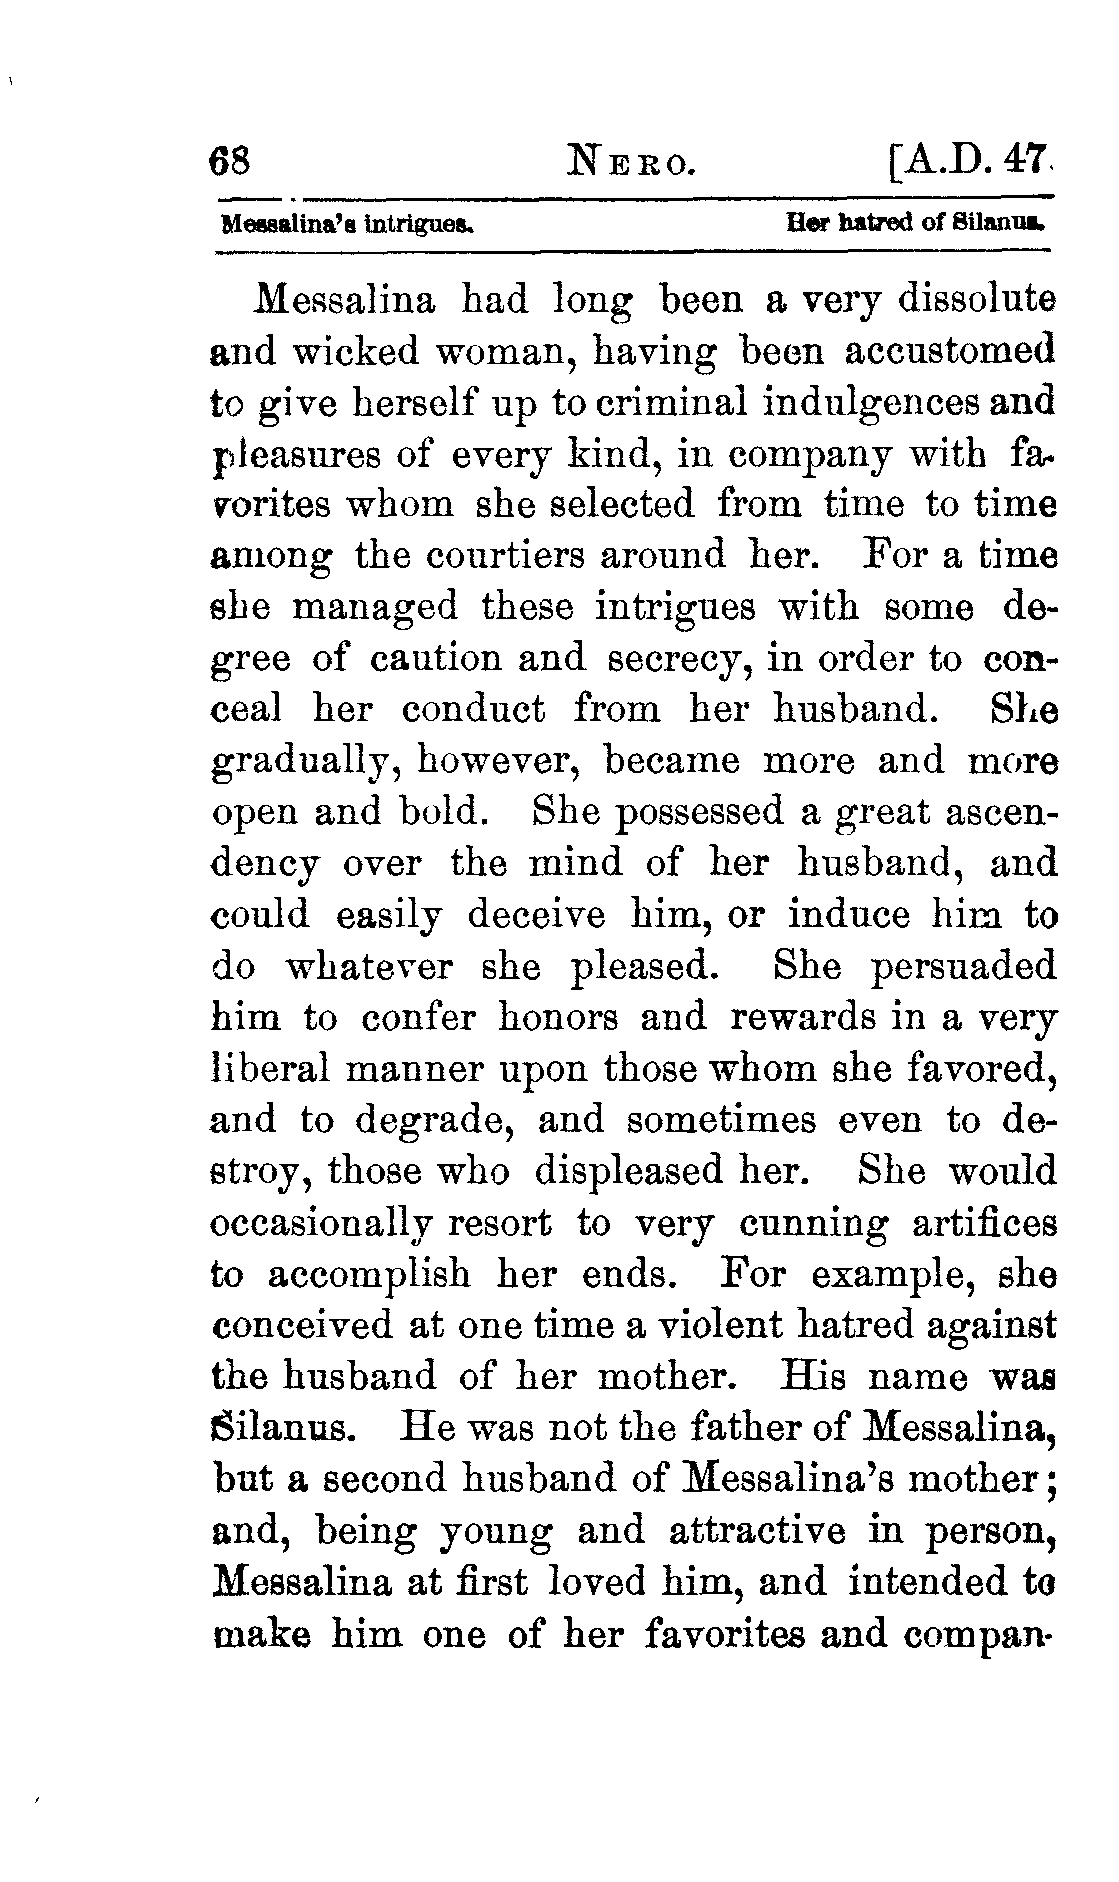 68 NERO. [A.D. 47.
Messalina's intrigues. Her hatred of Silanus.
Messalina had long been a very dissolute
and wicked woman, having been accustomed
to give herself up to criminal indulgences and
pleasures of every kind, in company with fa-
vorites whom she selected from time to time
among the courtiers around her. For a time
she managed these intrigues with some de-
gree of caution and secrecy, in order to con-
ceal her conduct from her husband. She
gradually, however, became more and more
open and bold. She possessed a great ascen-
dency over the mind of her husband, and
could easily deceive him, or induce him to
do whatever she pleased. She persuaded
him to confer honors and rewards in a very
liberal manner upon those whom she favored,
and to degrade, and sometimes even to de-
stroy, those who displeased her. She would
occasionally resort to very cunning artifices
to accomplish her ends. For example, she
conceived at one time a violent hatred against
the husband of her mother. His name was
Silanus. He was not the father of Messalina,
but a second husband of Messalina's mother;
and, being young and attractive in person,
Messalina at first loved him, and intended to
make him one of her favorites and compan-